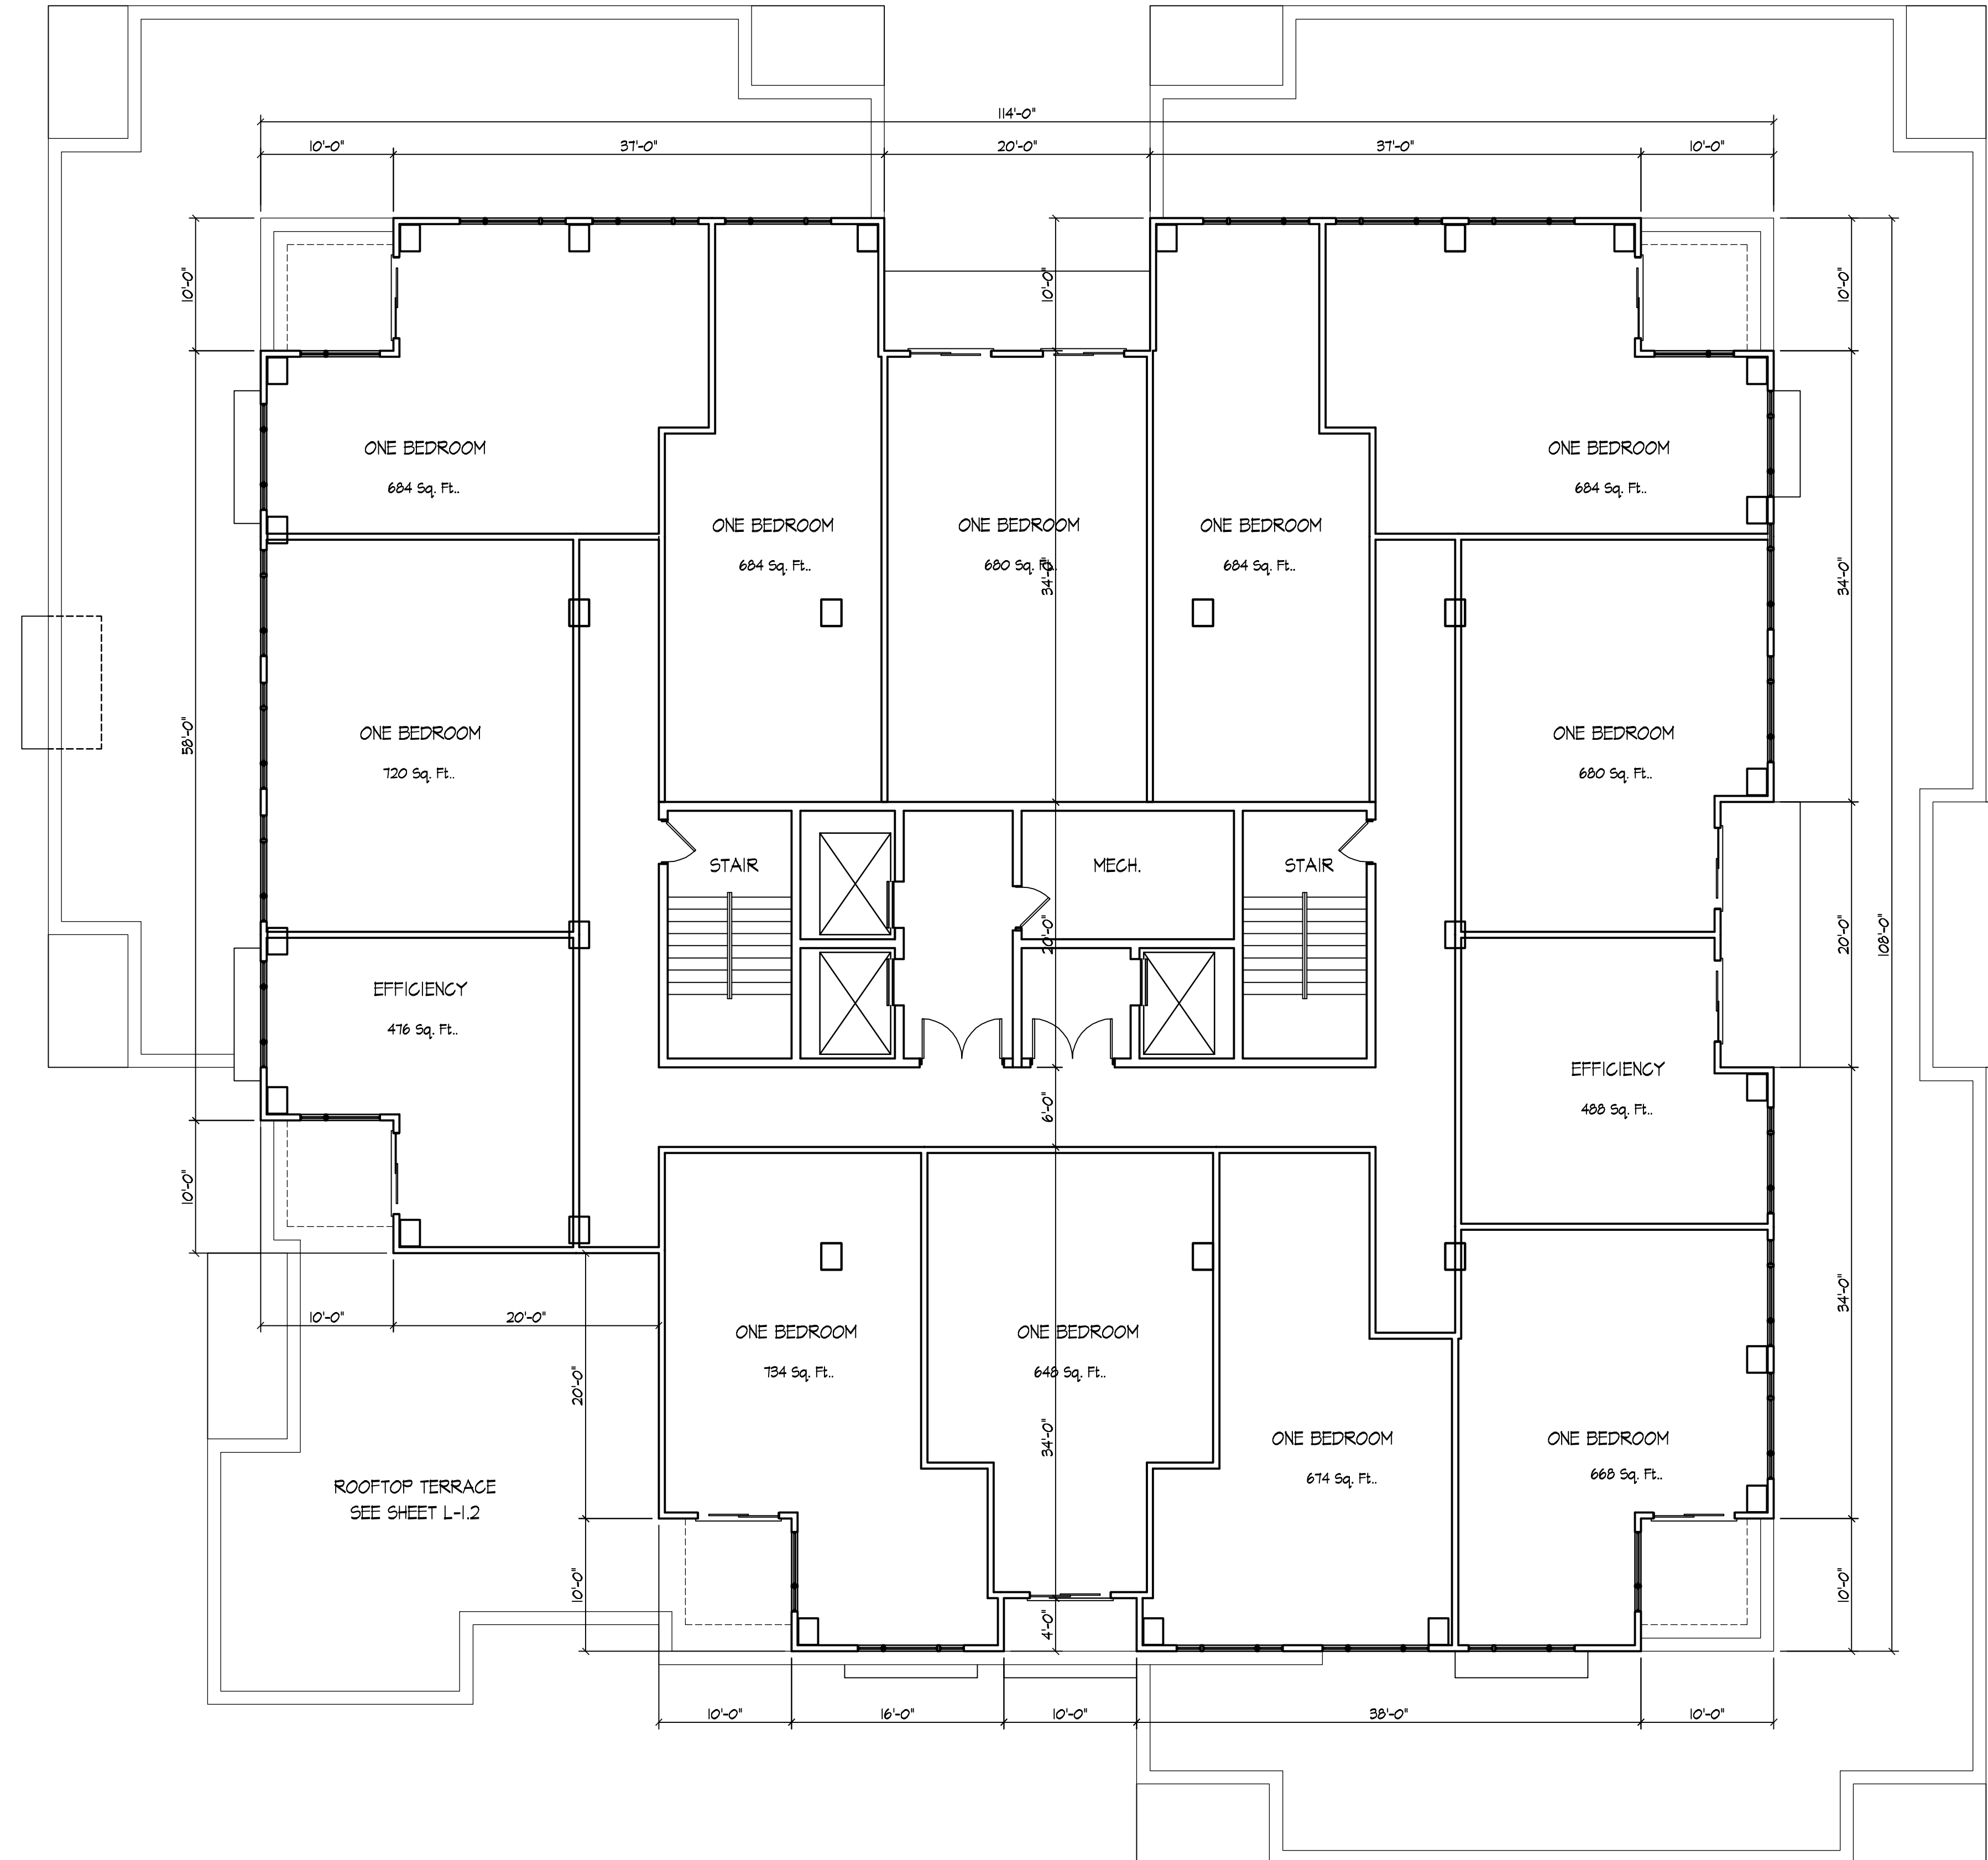 114'-0"
10'-0"
37'-0"
20'-0"
37'-0"
10'-0"
10'-0"
10'-0"
10'-0"
108'-0"
ONE BEDROOM
684 Sq. Ft..
ONE BEDROOM
684 Sq. Ft..
ONE BEDROOM
684 Sq. Ft..
ONE BEDROOM
680 Sq. Ft..
ONE BEDROOM
684 Sq. Ft..
34'-0"
34'-0"
58'-0"
ONE BEDROOM
720 Sq. Ft..
ONE BEDROOM
680 Sq. Ft..
STAIR
MECH.
STAIR
20'-0"
20'-0"
EFFICIENCY
476 Sq. Ft..
EFFICIENCY
488 Sq. Ft..
6'-0"
10'-0"
34'-0"
10'-0"
20'-0"
ONE BEDROOM
734 Sq. Ft..
ONE BEDROOM
648 Sq. Ft..
20'-0"
34'-0"
ONE BEDROOM
674 Sq. Ft..
ONE BEDROOM
668 Sq. Ft..
ROOFTOP TERRACE
SEE SHEET L-1.2
10'-0"
4'-0"
10'-0"
10'-0"
16'-0"
10'-0"
38'-0"
10'-0"